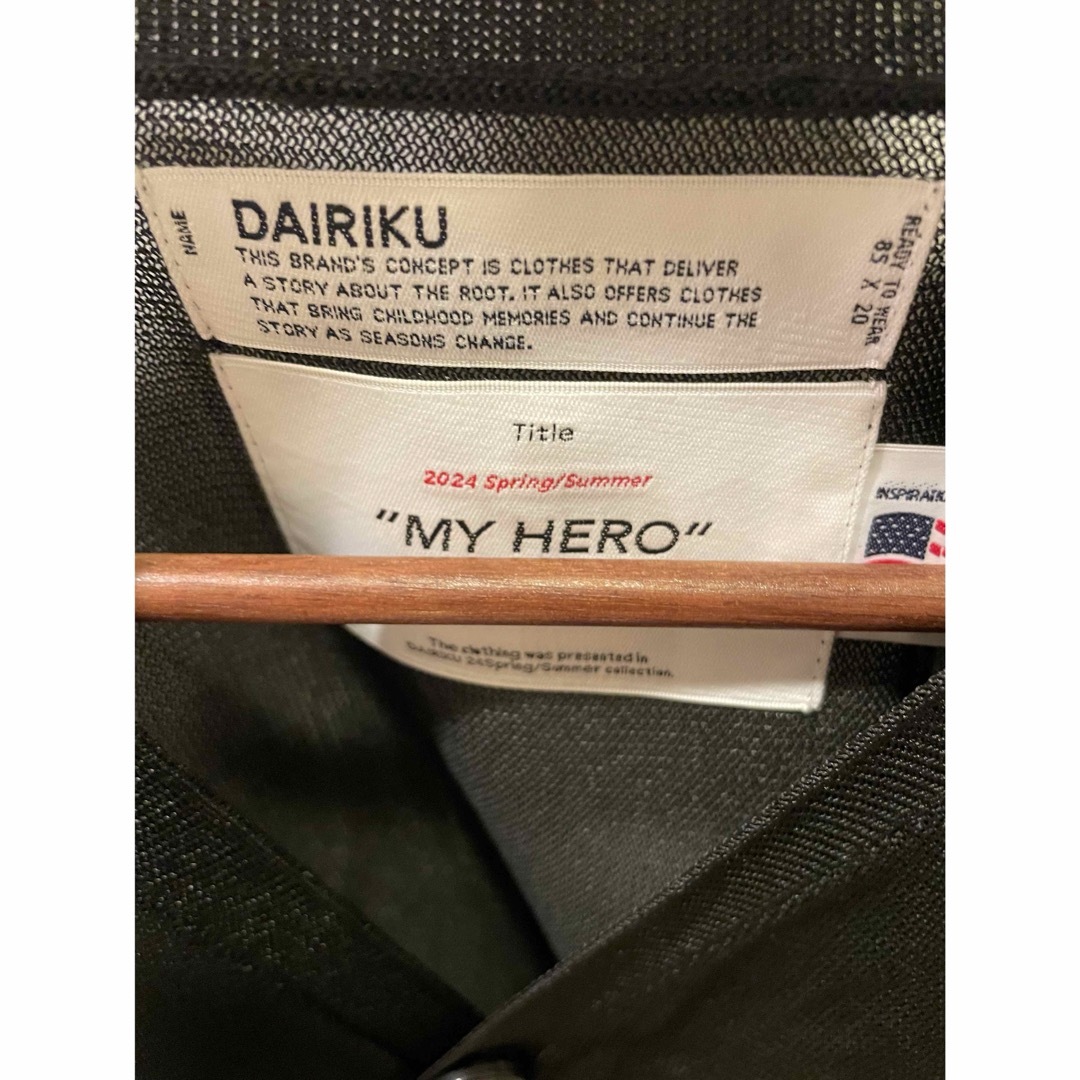 NAME
DAIRIKU
THIS BRAND'S CONCEPT IS CLOTHES THAT DELIVER
A STORY ABOUT THE ROOT. IT ALSO OFFERS CLOTHES
THAT BRING CHILDHOOD MEMORIES AND CONTINUE THE
STORY AS SEASONS CHANGE.
READY TO WEAR
85 X 20
Title
2024 Spring/Summer
"MY HERO"
The clothing was presented in
DAIRIKU 24Spring/Summer collection.